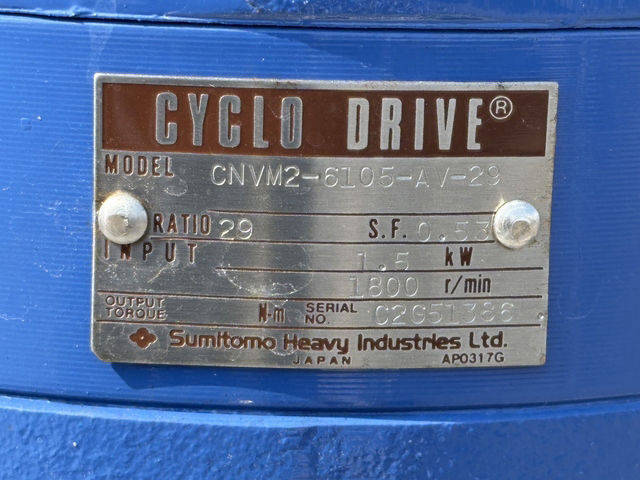 CYCLO DRIVE®
MODEL CNVM2-6105-AV-29
RATIO 29 S.F. 0.53
INPUT 1.5 kW
1800 r/min
OUTPUT TORQUE N·m SERIAL NO. C2G51386
Sumitomo Heavy Industries Ltd.
JAPAN AP0317G